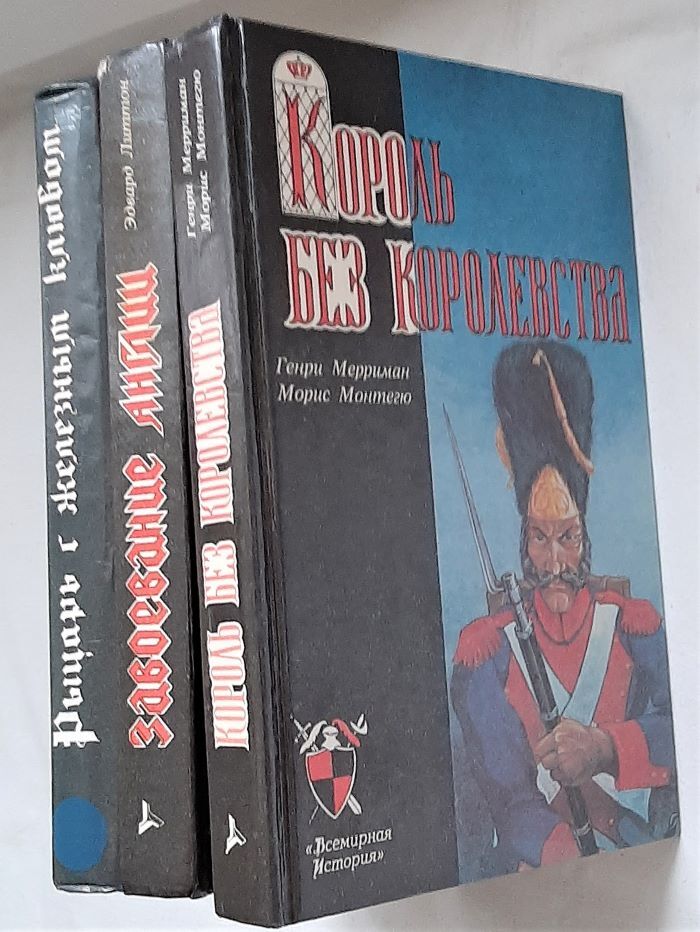 Рыцарь с железным клювом
Эдвард Литтон
ЗАВОЕВАНИЕ АНГЛИИ
Генри Мерриман
Морис Монтегю
КОРОЛЬ БЕЗ КОРОЛЕВСТВА
КОРОЛЬ
БЕЗ КОРОЛЕВСТВА
Генри Мерриман
Морис Монтегю
«Всемирная
История»